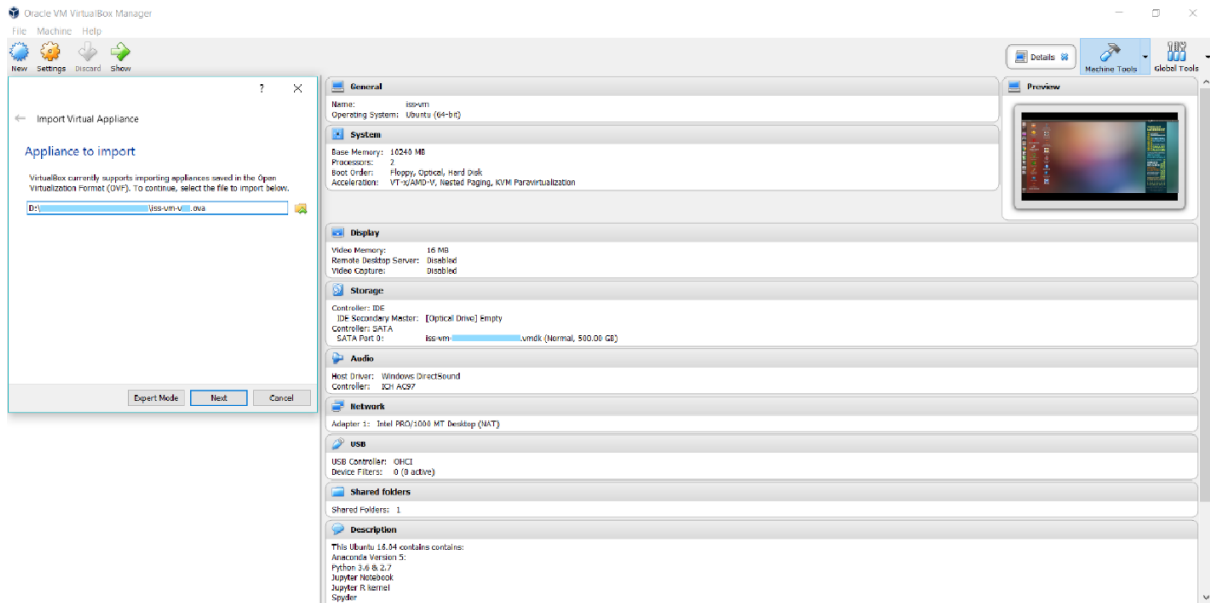 Oracle VM VirtualBox Manager
File Machine Help
New Settings Discard Show
Details
Machine Tools
Global Tools
?
Import Virtual Appliance
Appliance to import
VirtualBox currently supports importing appliances saved in the Open
Virtualization Format (OVF). To continue, select the file to import below.
D:\ \iss-vm-v .ova
Expert Mode Next Cancel
General
Name: iss-vm
Operating System: Ubuntu (64-bit)
System
Base Memory: 10240 MB
Processors: 2
Boot Order: Floppy, Optical, Hard Disk
Acceleration: VT-x/AMD-V, Nested Paging, KVM Paravirtualization
Preview
Display
Video Memory: 16 MB
Remote Desktop Server: Disabled
Video Capture: Disabled
Storage
Controller: IDE
IDE Secondary Master: [Optical Drive] Empty
Controller: SATA
SATA Port 0: iss-vm- .vmdk (Normal, 500.00 GB)
Audio
Host Driver: Windows DirectSound
Controller: ICH AC97
Network
Adapter 1: Intel PRO/1000 MT Desktop (NAT)
USB
USB Controller: OHCI
Device Filters: 0 (0 active)
Shared folders
Shared Folders: 1
Description
This Ubuntu 16.04 contains contains:
Anaconda Version 5:
Python 3.6 & 2.7
Jupyter Notebook
Jupyter R kernel
Spyder